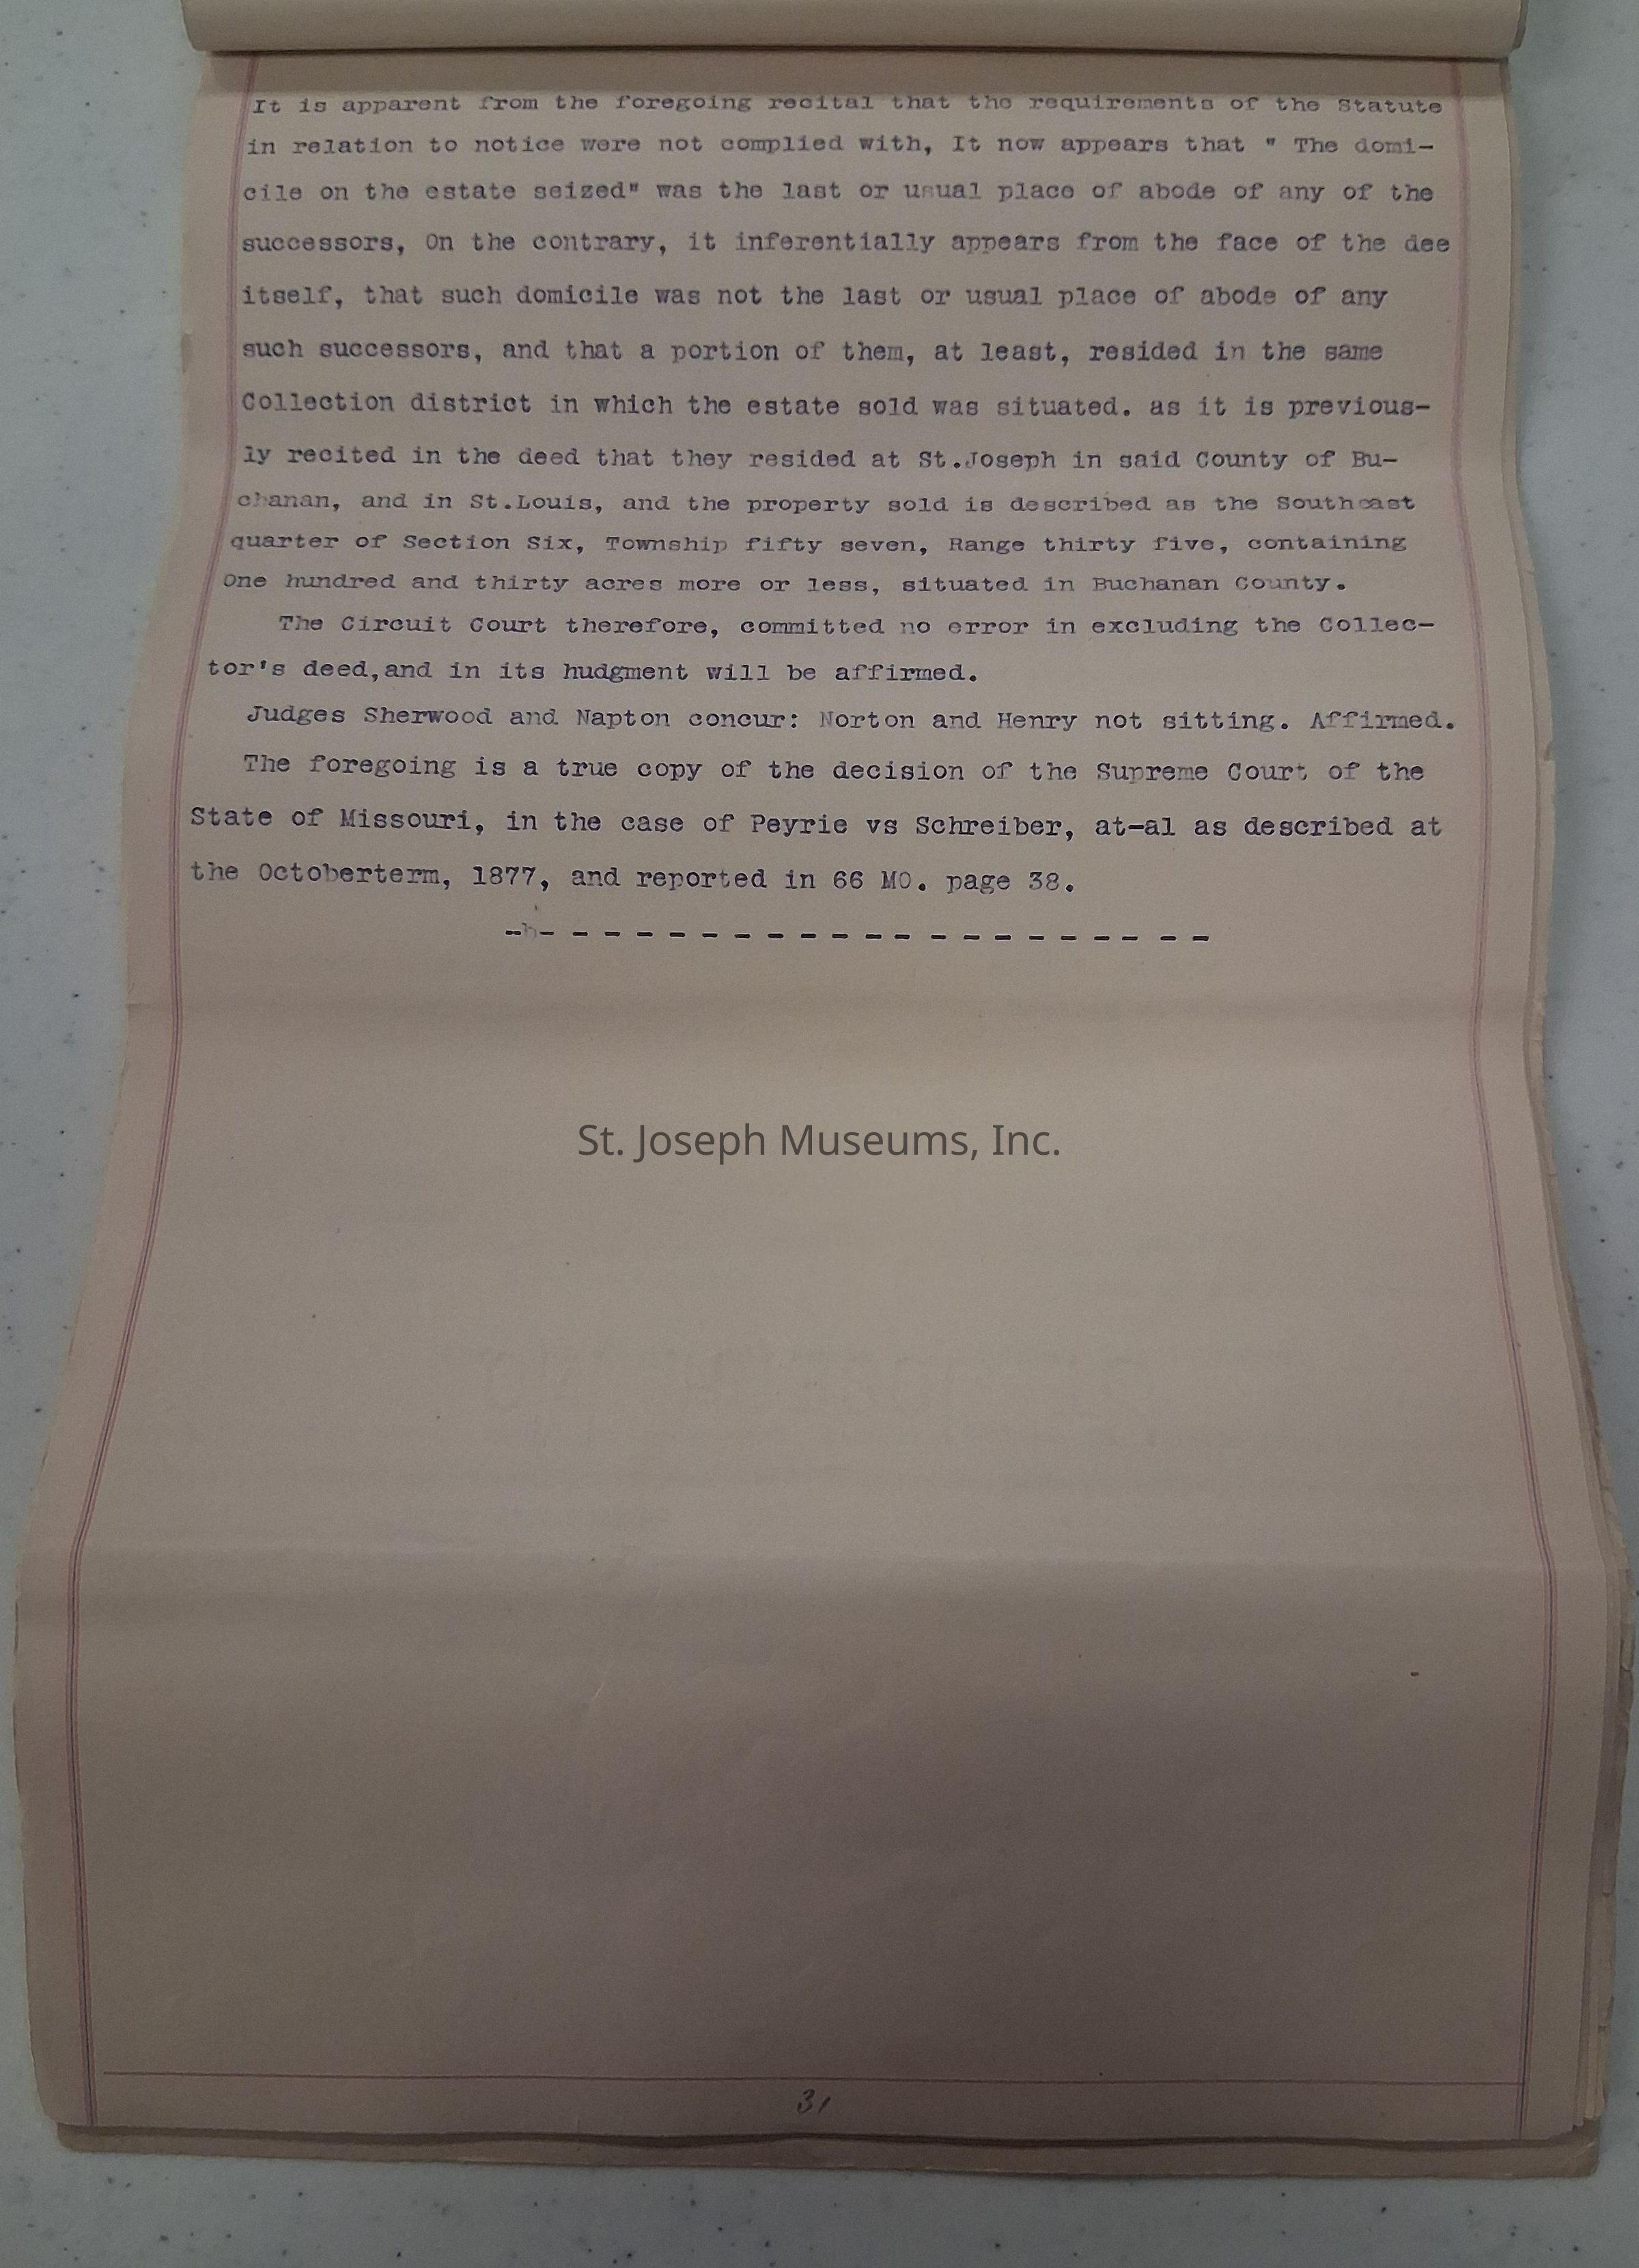 It is apparent from the foregoing recital that the requirements of the Statute
in relation to notice were not complied with, It now appears that " The domi-
cile on the estate seized" was the last or usual place of abode of any of the
successors, On the contrary, it inferentially appears from the face of the dee
itself, that such domicile was not the last or usual place of abode of any
such successors, and that a portion of them, at least, resided in the same
Collection district in which the estate sold was situated. as it is previous-
ly recited in the deed that they resided at St.Joseph in said County of Bu-
chanan, and in St.Louis, and the property sold is described as the Southeast
quarter of Section Six, Township fifty seven, Range thirty five, containing
One hundred and thirty acres more or less, situated in Buchanan County.
The Circuit Court therefore, committed no error in excluding the Collec-
tor's deed,and in its hudgment will be affirmed.
Judges Sherwood and Napton concur: Norton and Henry not sitting. Affirmed.
The foregoing is a true copy of the decision of the Supreme Court of the
State of Missouri, in the case of Peyrie vs Schreiber, at-al as described at
the Octoberterm, 1877, and reported in 66 MO. page 38.
-h- - - - - - - - - - - - - - - - - - - - -
St. Joseph Museums, Inc.
31